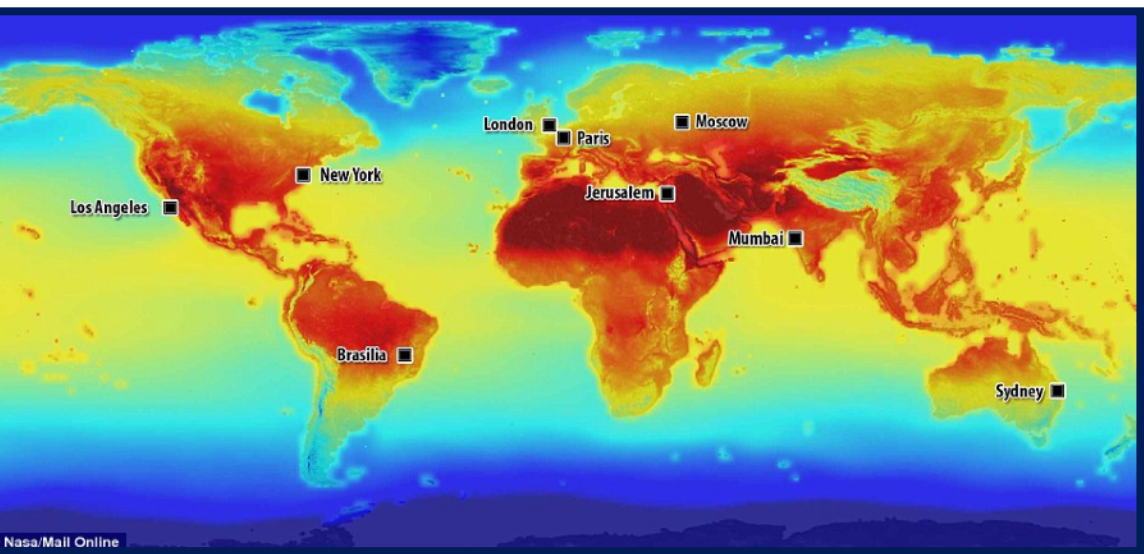 London
Moscow
Paris
New York
Jerusalem
Los Angeles
Mumbai
Brasilia
Sydney
Nasa/Mail Online